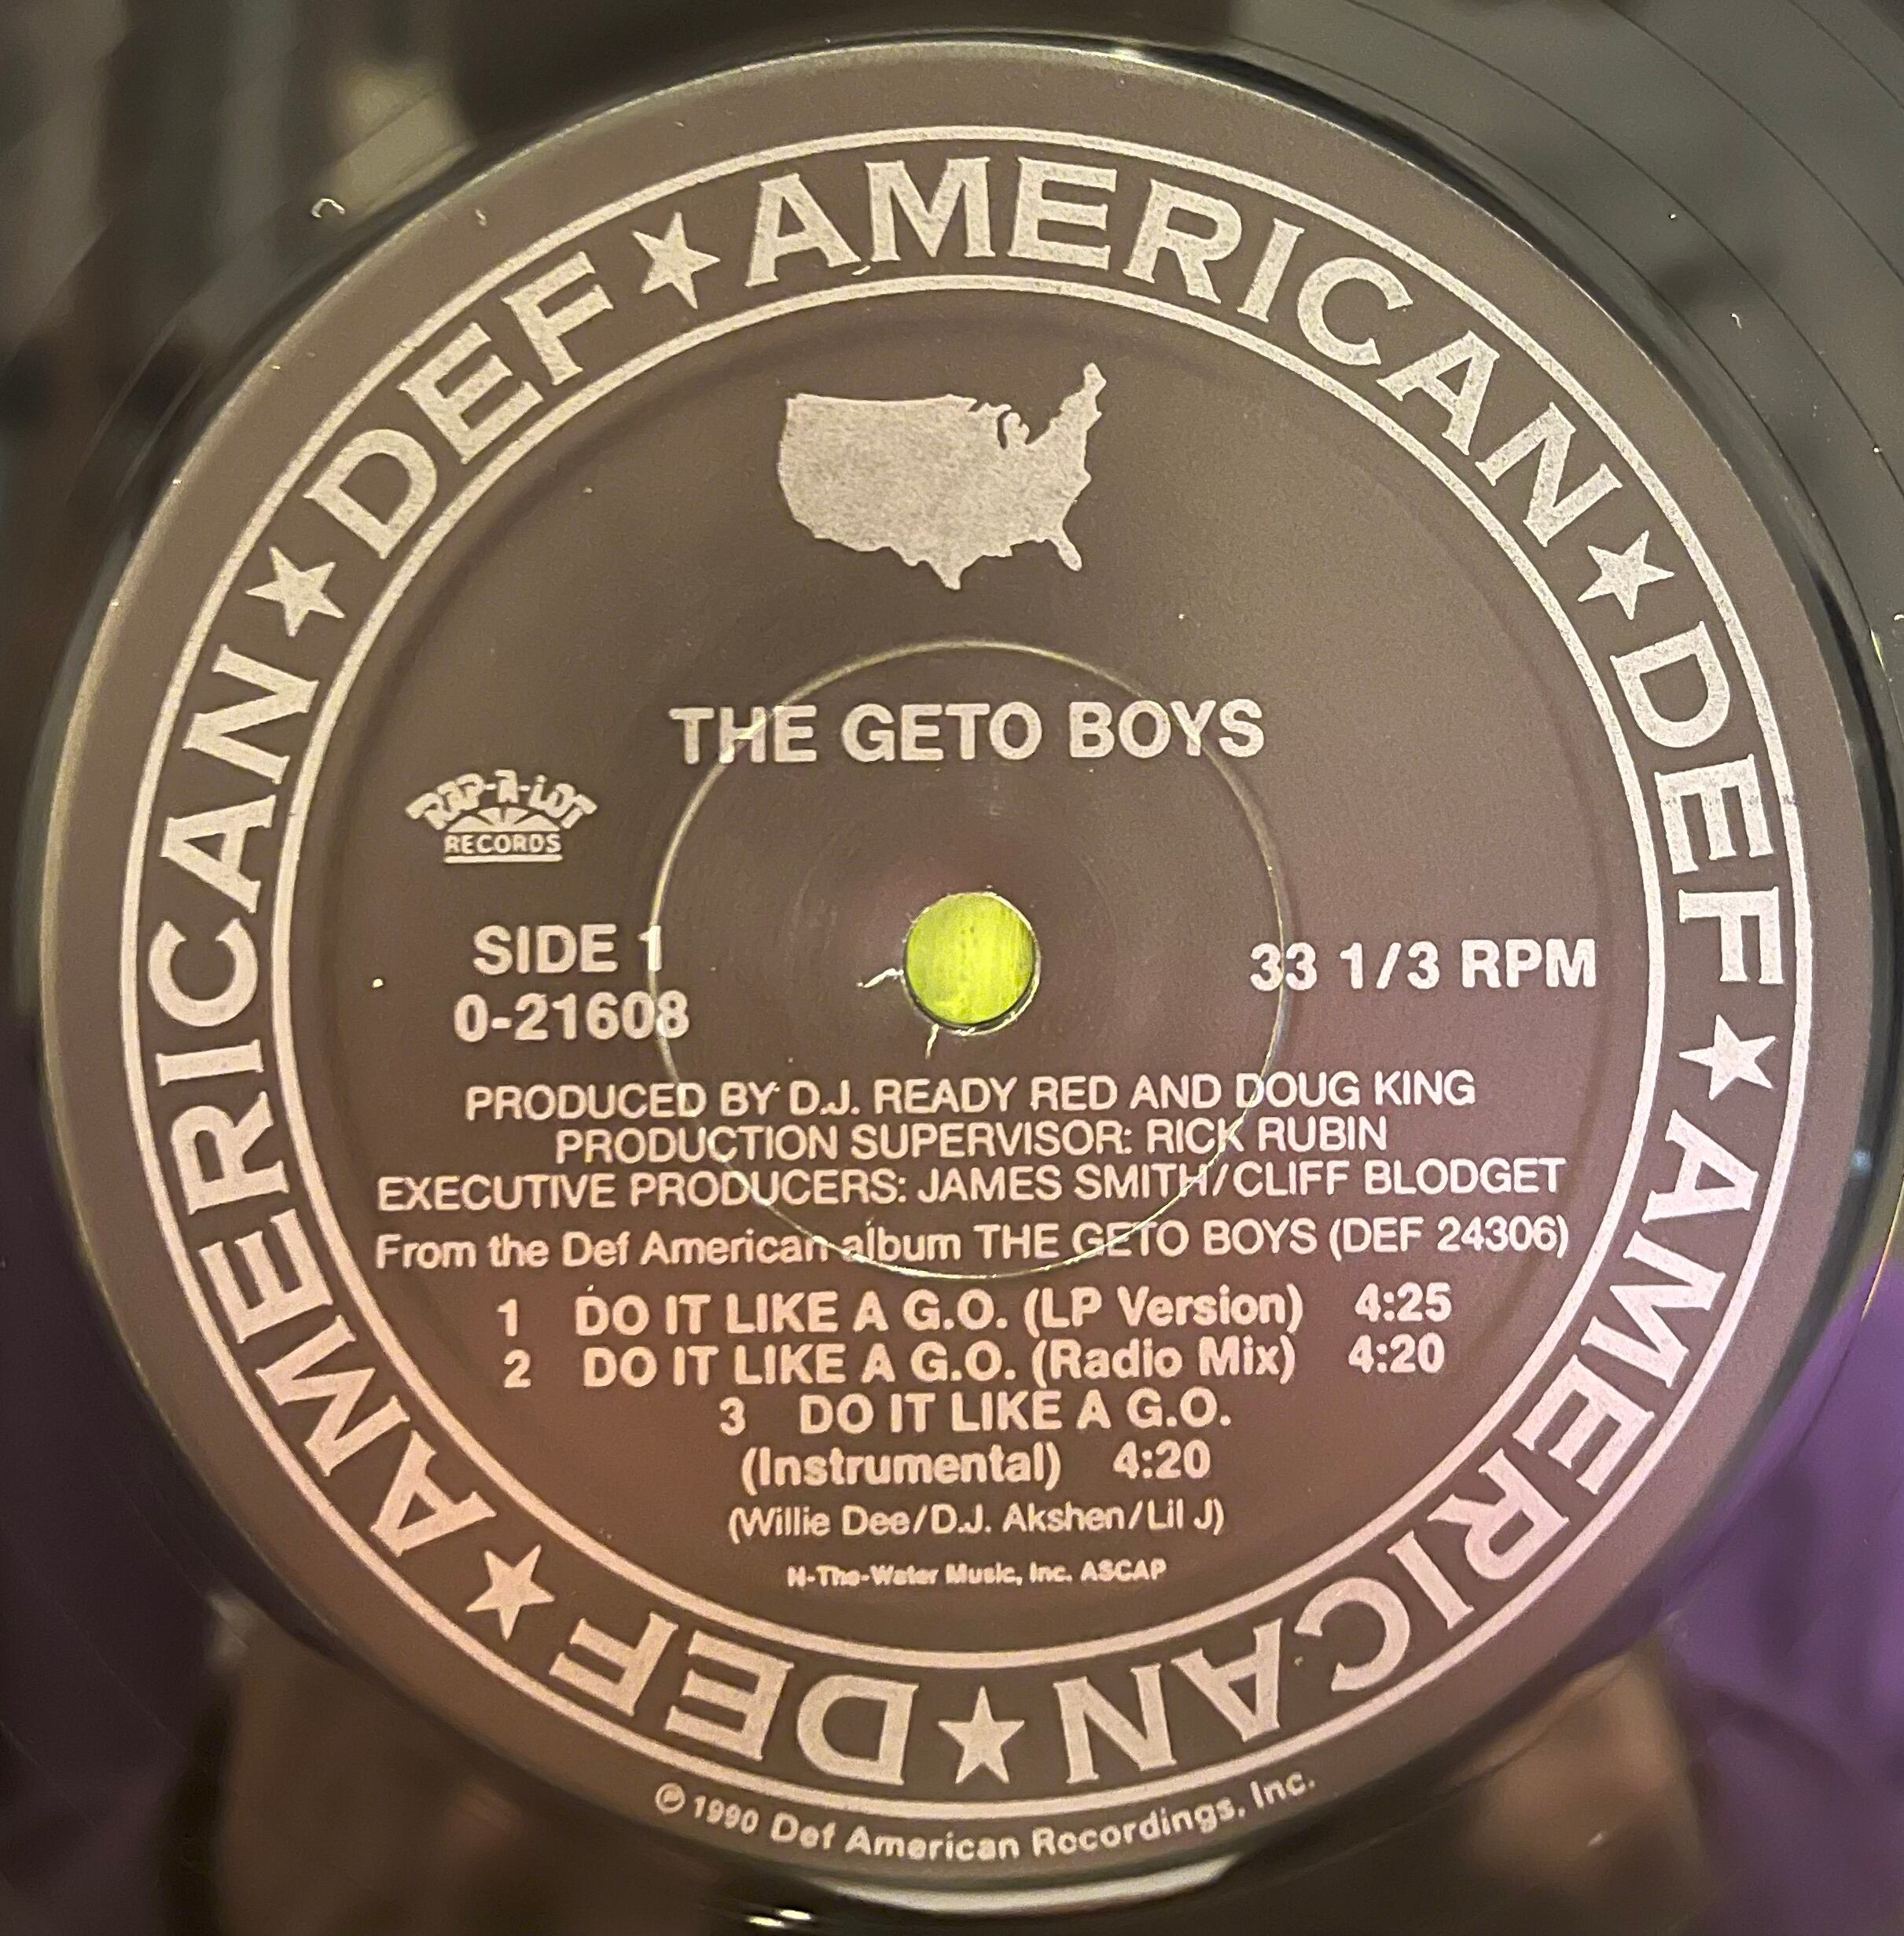 DEF ★ AMERICAN ★ DEF ★ AMERICAN ★ DEF ★ AMERICAN ★
THE GETO BOYS
RAP-A-LOT
RECORDS
SIDE 1
33 1/3 RPM
0-21608
PRODUCED BY D.J. READY RED AND DOUG KING
PRODUCTION SUPERVISOR: RICK RUBIN
EXECUTIVE PRODUCERS: JAMES SMITH/CLIFF BLODGET
From the Def American album THE GETO BOYS (DEF 24306)
1 DO IT LIKE A G.O. (LP Version) 4:25
2 DO IT LIKE A G.O. (Radio Mix) 4:20
3 DO IT LIKE A G.O.
(Instrumental) 4:20
(Willie Dee/D.J. Akshen/Lil J)
N-The-Water Music, Inc. ASCAP
℗ 1990 Def American Recordings, Inc.